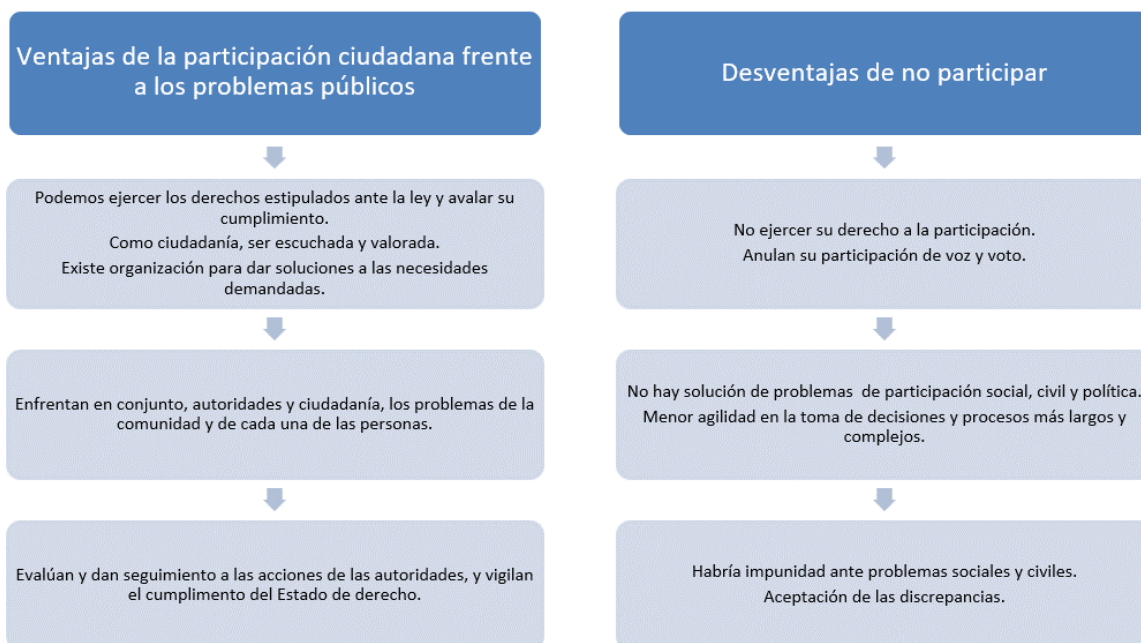 Ventajas de la participación ciudadana frente
a los problemas públicos
Podemos ejercer los derechos estipulados ante la ley y avalar su
cumplimiento.
Como ciudadanía, ser escuchada y valorada.
Existe organización para dar soluciones a las necesidades
demandadas.
Enfrentan en conjunto, autoridades y ciudadanía, los problemas de la
comunidad y de cada una de las personas.
Evalúan y dan seguimiento a las acciones de las autoridades, y vigilan
el cumplimento del Estado de derecho.
Desventajas de no participar
No ejercer su derecho a la participación.
Anulan su participación de voz y voto.
No hay solución de problemas de participación social, civil y política.
Menor agilidad en la toma de decisiones y procesos más largos y
complejos.
Habría impunidad ante problemas sociales y civiles.
Aceptación de las discrepancias.